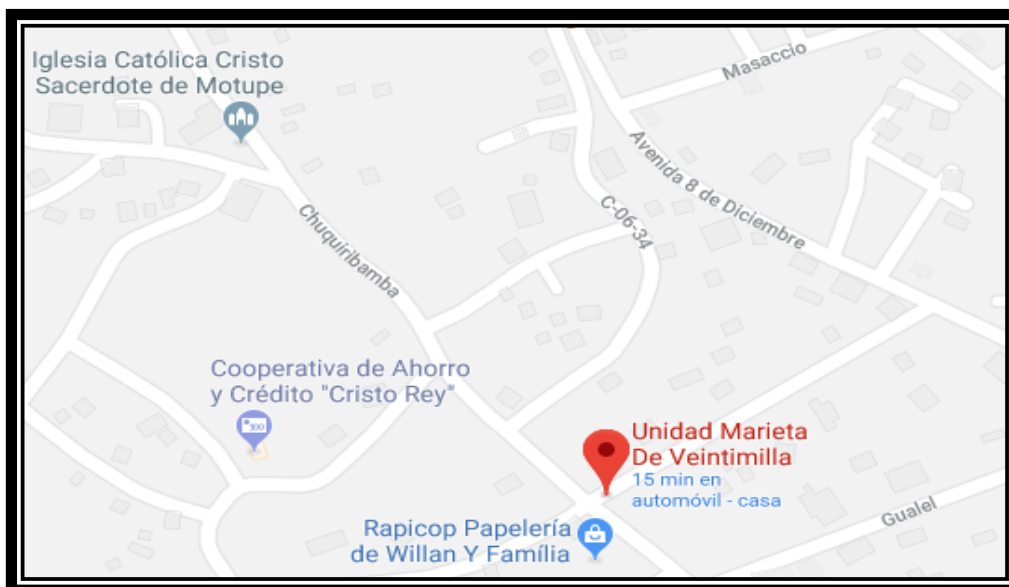 Iglesia Católica Cristo
Sacerdote de Motupe
Masaccio
Avenida 8 de Diciembre
C-06-34
Chuquiribamba
Cooperativa de Ahorro
y Crédito "Cristo Rey"
Unidad Marieta
De Veintimilla
15 min en
automóvil - casa
Gualel
Rapicop Papelería
de Willan Y Família